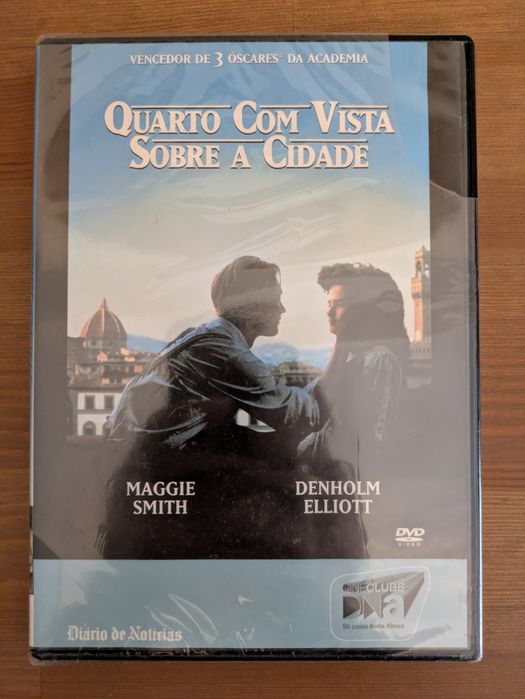 VENCEDOR DE 3 ÓSCARES DA ACADEMIA
QUARTO COM VISTA
SOBRE A CIDADE
MAGGIE
SMITH
DENHOLM
ELLIOTT
DVD
VIDEO
CINECLUBE
DNa
Só passa bons filmes
Diário de Notícias